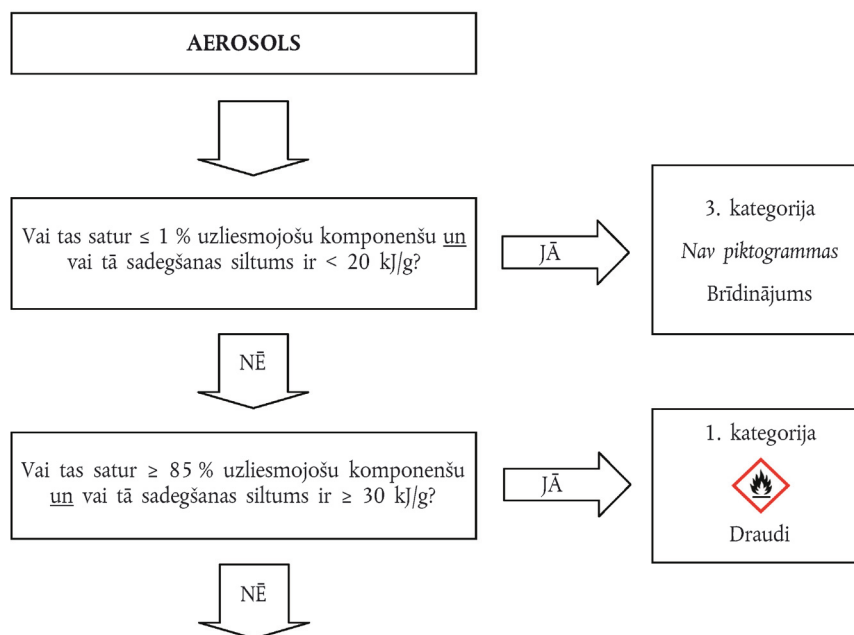 AEROSOLS
Vai tas satur ≤ 1 % uzliesmojošu komponenšu un
vai tā sadegšanas siltums ir < 20 kJ/g?
JĀ
3. kategorija
Nav piktogrammas
Brīdinājums
NĒ
Vai tas satur ≥ 85 % uzliesmojošu komponenšu
un vai tā sadegšanas siltums ir ≥ 30 kJ/g?
JĀ
1. kategorija
Draudi
NĒ